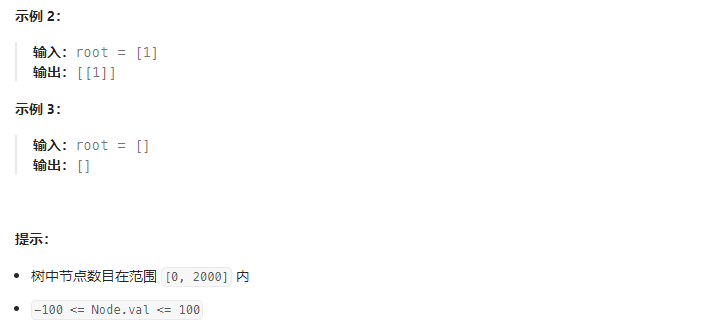 示例 2：
输入：root = [1]
输出：[[1]]
示例 3：
输入：root = []
输出：[]
提示：
树中节点数目在范围 [0, 2000] 内
-100 <= Node.val <= 100